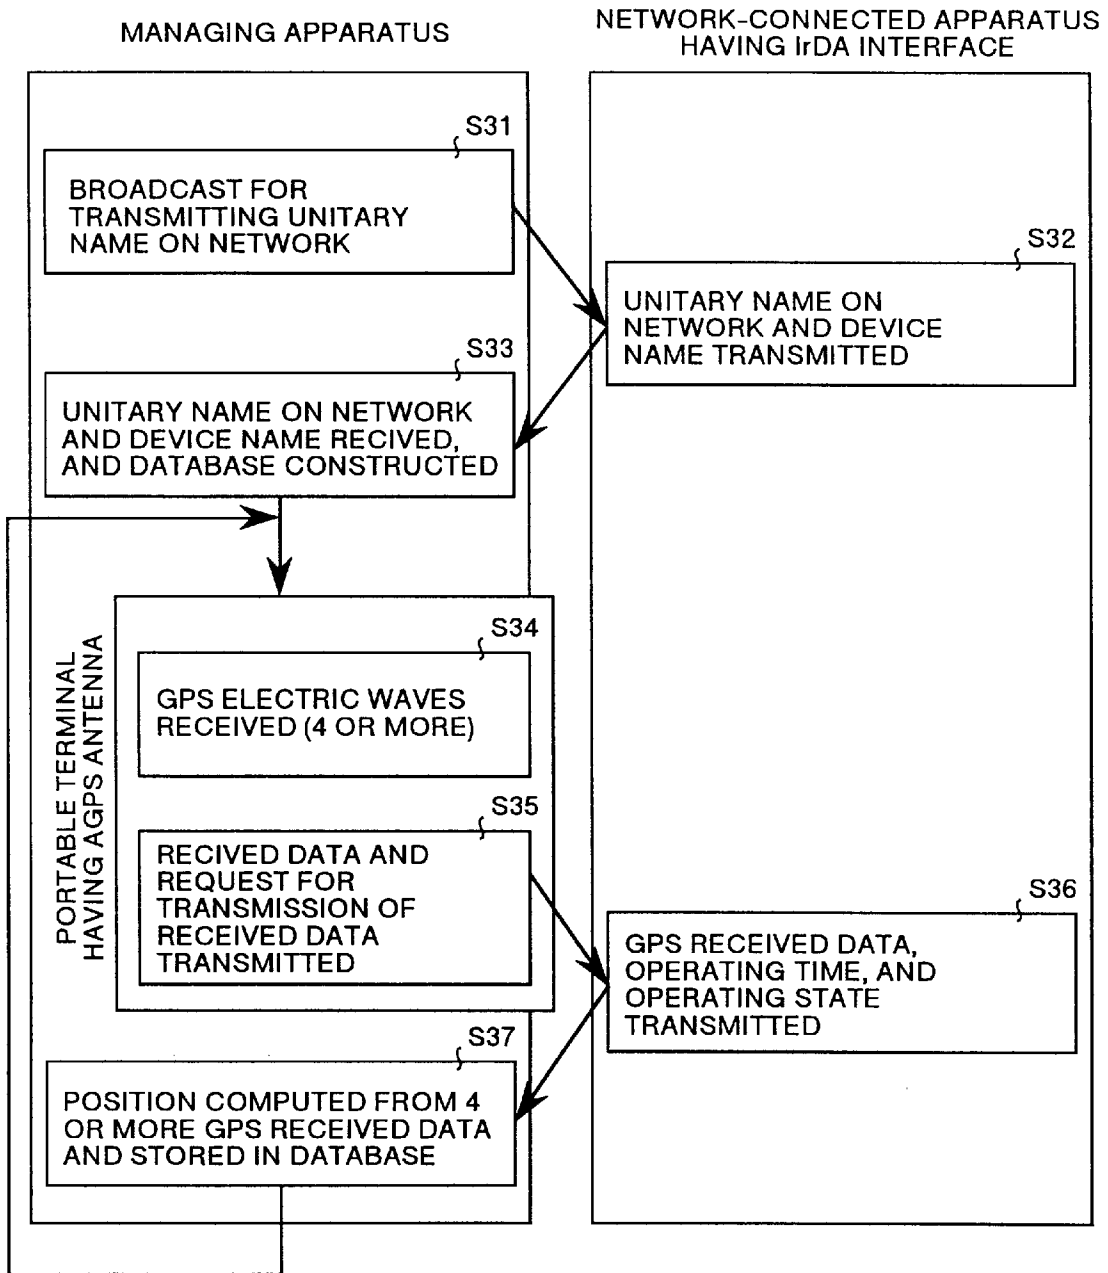 MANAGING APPARATUS
NETWORK-CONNECTED APPARATUS
HAVING IrDA INTERFACE
S31
BROADCAST FOR
TRANSMITTING UNITARY
NAME ON NETWORK
S32
UNITARY NAME ON
NETWORK AND DEVICE
NAME TRANSMITTED
S33
UNITARY NAME ON NETWORK
AND DEVICE NAME RECIVED,
AND DATABASE CONSTRUCTED
PORTABLE TERMINAL
HAVING AGPS ANTENNA
S34
GPS ELECTRIC WAVES
RECEIVED (4 OR MORE)
S35
RECIVED DATA AND
REQUEST FOR
TRANSMISSION OF
RECEIVED DATA
TRANSMITTED
S36
GPS RECEIVED DATA,
OPERATING TIME, AND
OPERATING STATE
TRANSMITTED
S37
POSITION COMPUTED FROM 4
OR MORE GPS RECEIVED DATA
AND STORED IN DATABASE